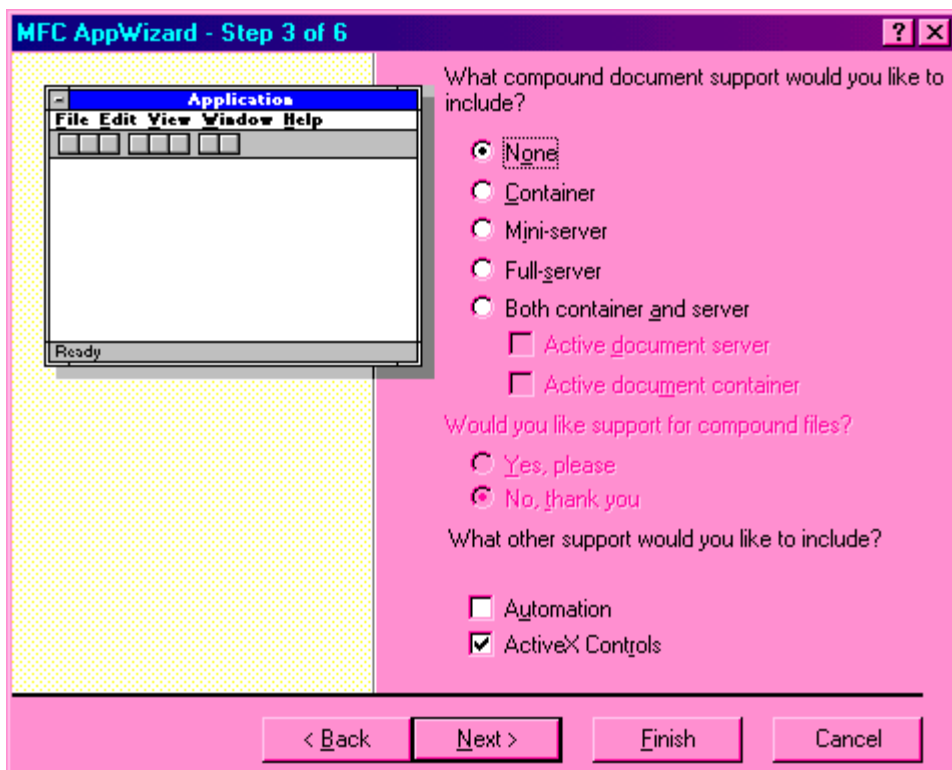 MFC AppWizard - Step 3 of 6
Application
File Edit View Window Help
Ready
What compound document support would you like to
include?
None
Container
Mini-server
Full-server
Both container and server
Active document server
Active document container
Would you like support for compound files?
Yes, please
No, thank you
What other support would you like to include?
Automation
ActiveX Controls
< Back Next > Finish Cancel